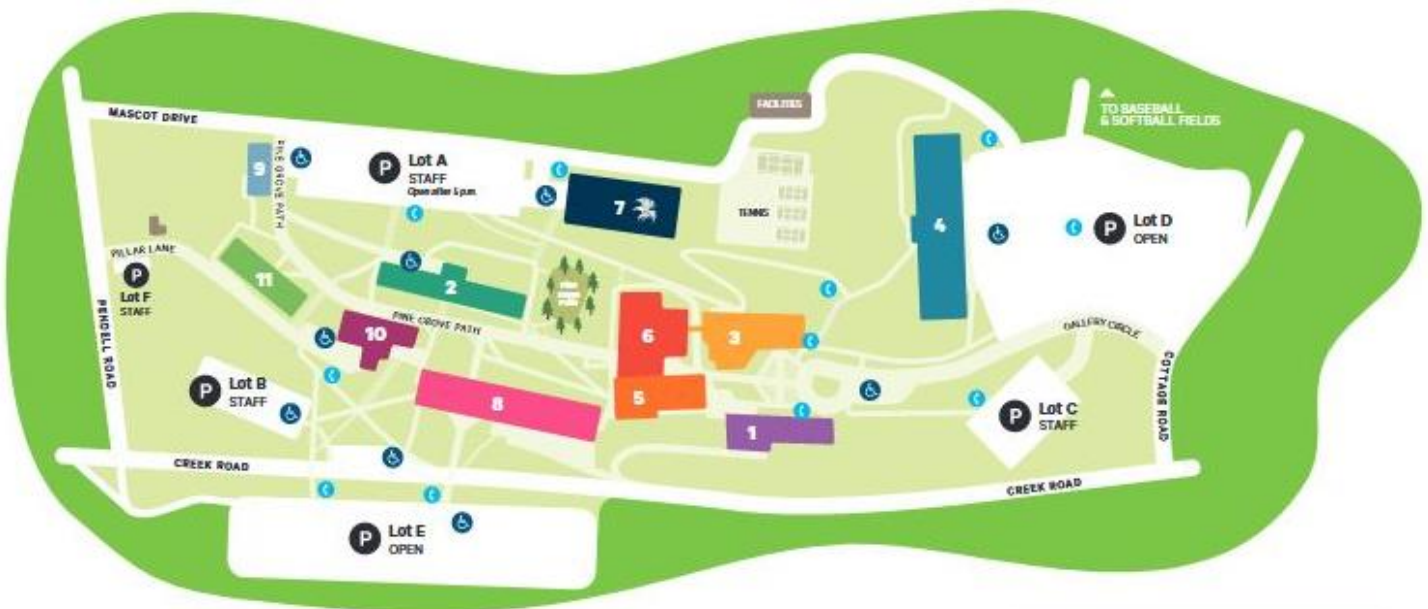 FACILITIES
TO BASEBALL
& SOFTBALL FIELDS
MASCOT DRIVE
PINE GROVE PATH
9
P
Lot A
STAFF
Open after 5 p.m.
7
TENNIS
4
P
Lot D
OPEN
PILLAR LANE
P
Lot F
STAFF
11
2
PINE GROVE PATH
10
6
3
GALLERY CIRCLE
PENDELL ROAD
P
Lot B
STAFF
8
5
1
P
Lot C
STAFF
COTTAGE ROAD
CREEK ROAD
CREEK ROAD
P
Lot E
OPEN